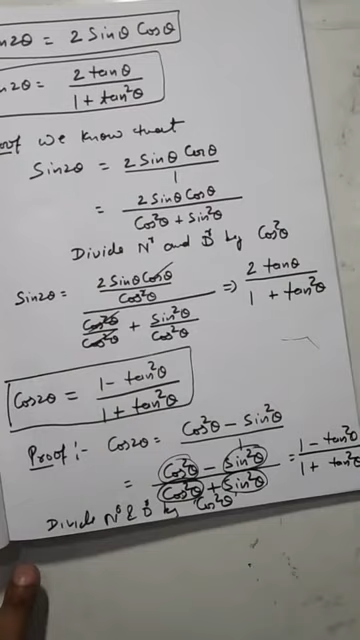 n2θ = 2 Sinθ Cosθ
n2θ = 2 tanθ / 1 + tan²θ
oof we know that
Sin2θ = 2 Sinθ Cosθ / 1
= 2 Sinθ Cosθ / Cos²θ + Sin²θ
Divide Nʳ and Dʳ by Cos²θ
Sin2θ = 2 Sinθ Cosθ / Cos²θ / Cos²θ / Cos²θ + Sin²θ / Cos²θ => 2 tanθ / 1 + tan²θ
Cos2θ = 1 - tan²θ / 1 + tan²θ
Proof :- Cos2θ = Cos²θ - Sin²θ / 1
= Cos²θ - Sin²θ / Cos²θ + Sin²θ = 1 - tan²θ / 1 + tan²θ
Divide Nʳ & Dʳ by Cos²θ